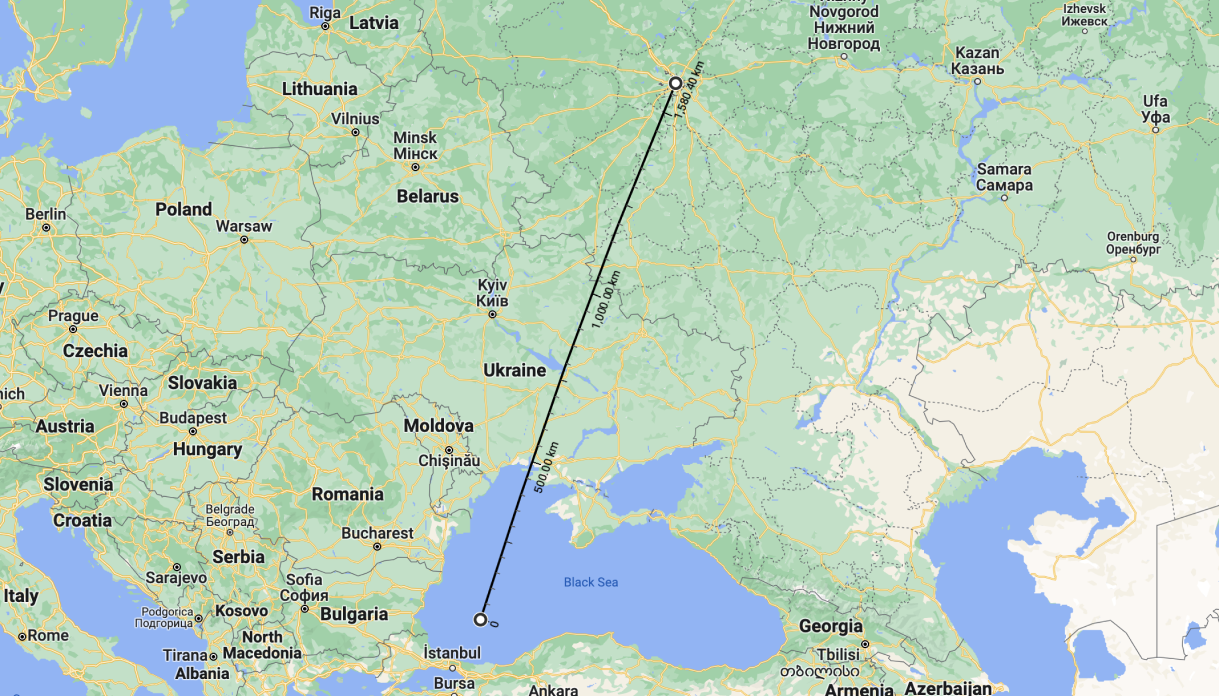 Riga
Latvia
Novgorod
Нижний
Новгород
Izhevsk
Ижевск
Kazan
Казань
Lithuania
Vilnius
Minsk
Мінск
Belarus
1,580.40 km
Ufa
Уфа
Samara
Самара
Berlin
Poland
Warsaw
Orenburg
Оренбург
Kyiv
Київ
1,000.00 km
Prague
Czechia
Ukraine
Slovakia
Vienna
Budapest
Austria
Hungary
Moldova
Chișinău
500.00 km
Slovenia
Romania
Croatia
Belgrade
Београд
Bucharest
Serbia
Sarajevo
Sofia
София
Black Sea
Italy
Podgorica
Подгорица
Kosovo
Bulgaria
0
Rome
North
Macedonia
Tirana
Albania
İstanbul
Bursa
Ankara
Georgia
Tbilisi
თბილისი
Armenia
Azerbaijan